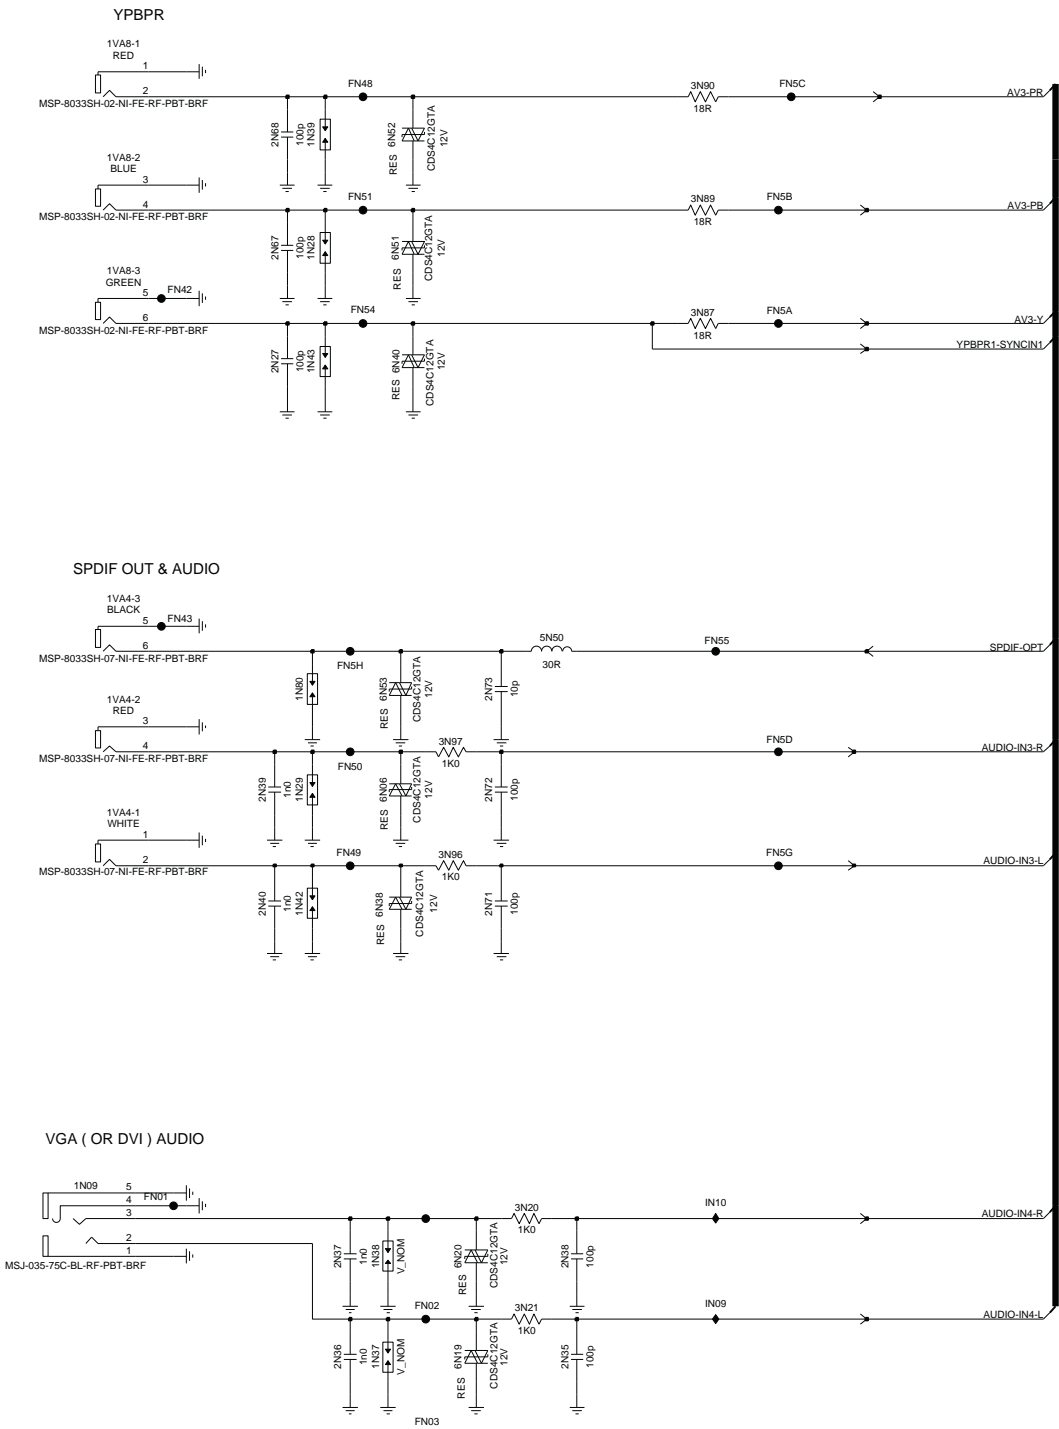 YPBPR
1VA8-1
RED
1
2
MSP-8033SH-02-NI-FE-RF-PBT-BRF
2N68
100p
1N39
FN48
RES 6N52
CDS4C12GTA
12V
3N90
18R
FN5C
AV3-PR
1VA8-2
BLUE
3
4
MSP-8033SH-02-NI-FE-RF-PBT-BRF
2N67
100p
1N28
FN51
RES 6N51
CDS4C12GTA
12V
3N89
18R
FN5B
AV3-PB
1VA8-3
GREEN
5
FN42
6
MSP-8033SH-02-NI-FE-RF-PBT-BRF
2N27
100p
1N43
FN54
RES 6N40
CDS4C12GTA
12V
3N87
18R
FN5A
AV3-Y
YPBPR1-SYNCIN1
SPDIF OUT & AUDIO
1VA4-3
BLACK
5
FN43
6
MSP-8033SH-07-NI-FE-RF-PBT-BRF
1N80
FN5H
RES 6N53
CDS4C12GTA
12V
2N73
10p
5N50
30R
FN55
SPDIF-OPT
1VA4-2
RED
3
4
MSP-8033SH-07-NI-FE-RF-PBT-BRF
2N39
1n0
1N29
FN50
RES 6N06
CDS4C12GTA
12V
3N97
1K0
2N72
100p
FN5D
AUDIO-IN3-R
1VA4-1
WHITE
1
2
MSP-8033SH-07-NI-FE-RF-PBT-BRF
2N40
1n0
1N42
FN49
RES 6N38
CDS4C12GTA
12V
3N96
1K0
2N71
100p
FN5G
AUDIO-IN3-L
VGA ( OR DVI ) AUDIO
1N09
5
4
FN01
3
2
1
MSJ-035-75C-BL-RF-PBT-BRF
2N37
1n0
1N38
V_NOM
RES 6N20
CDS4C12GTA
12V
3N20
1K0
2N38
100p
IN10
AUDIO-IN4-R
2N36
1n0
1N37
V_NOM
FN02
RES 6N19
CDS4C12GTA
12V
3N21
1K0
2N35
100p
IN09
AUDIO-IN4-L
FN03